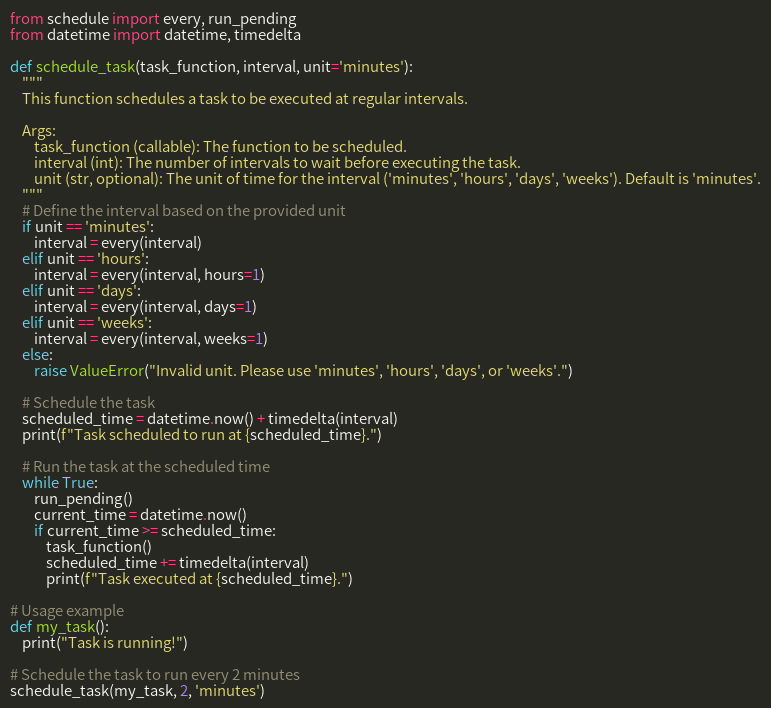 from schedule import every, run_pending
from datetime import datetime, timedelta

def schedule_task(task_function, interval, unit='minutes'):
    """
    This function schedules a task to be executed at regular intervals.

    Args:
        task_function (callable): The function to be scheduled.
        interval (int): The number of intervals to wait before executing the task.
        unit (str, optional): The unit of time for the interval ('minutes', 'hours', 'days', 'weeks'). Default is 'minutes'.
    """
    # Define the interval based on the provided unit
    if unit == 'minutes':
        interval = every(interval)
    elif unit == 'hours':
        interval = every(interval, hours=1)
    elif unit == 'days':
        interval = every(interval, days=1)
    elif unit == 'weeks':
        interval = every(interval, weeks=1)
    else:
        raise ValueError("Invalid unit. Please use 'minutes', 'hours', 'days', or 'weeks'.")

    # Schedule the task
    scheduled_time = datetime.now() + timedelta(interval)
    print(f"Task scheduled to run at {scheduled_time}.")

    # Run the task at the scheduled time
    while True:
        run_pending()
        current_time = datetime.now()
        if current_time >= scheduled_time:
            task_function()
            scheduled_time += timedelta(interval)
            print(f"Task executed at {scheduled_time}.")

# Usage example
def my_task():
    print("Task is running!")

# Schedule the task to run every 2 minutes
schedule_task(my_task, 2, 'minutes')